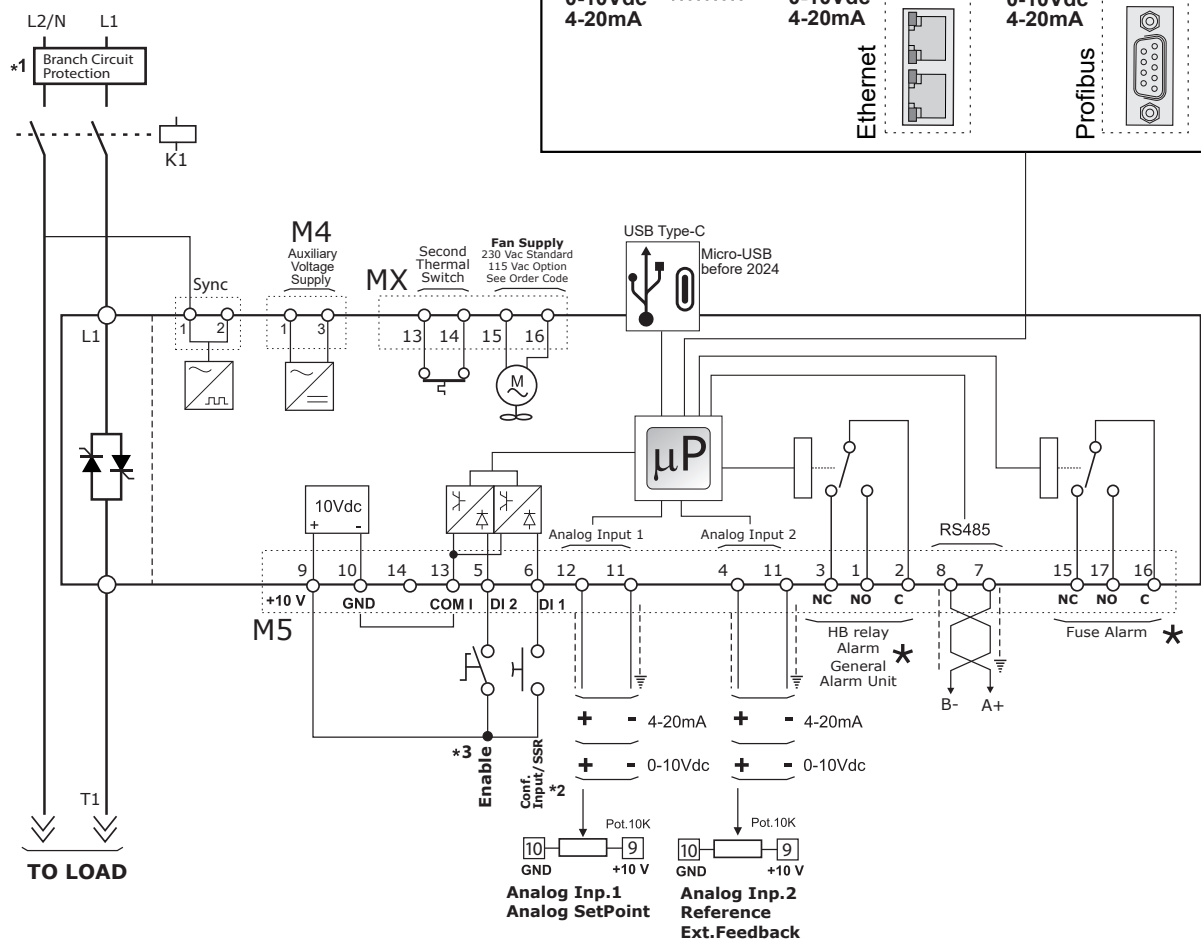 0-10Vdc
4-20mA
0-10Vdc
4-20mA
0-10Vdc
4-20mA
Ethernet
Profibus
L2/N L1
*1
Branch Circuit
Protection
K1
M4
Auxiliary
Voltage
Supply
Sync
1 2
1 3
MX
Second
Thermal
Switch
Fan Supply
230 Vac Standard
115 Vac Option
See Order Code
13 14 15 16
M
USB Type-C
Micro-USB
before 2024
L1
µP
10Vdc
+ -
Analog Input 1
Analog Input 2
RS485
9 10 14 13 5 6 12 11 4 11 3 1 2 8 7 15 17 16
+10 V GND COM I DI 2 DI 1 NC NO C NC NO C
M5
HB relay
Alarm
General
Alarm Unit
*
Fuse Alarm *
B- A+
+ - 4-20mA
+ - 0-10Vdc
+ - 4-20mA
+ - 0-10Vdc
*3 Enable
Conf.
Input/SSR
*2
Pot.10K
10 9
GND +10 V
Analog Inp.1
Analog SetPoint
Pot.10K
10 9
GND +10 V
Analog Inp.2
Reference
Ext.Feedback
T1
TO LOAD